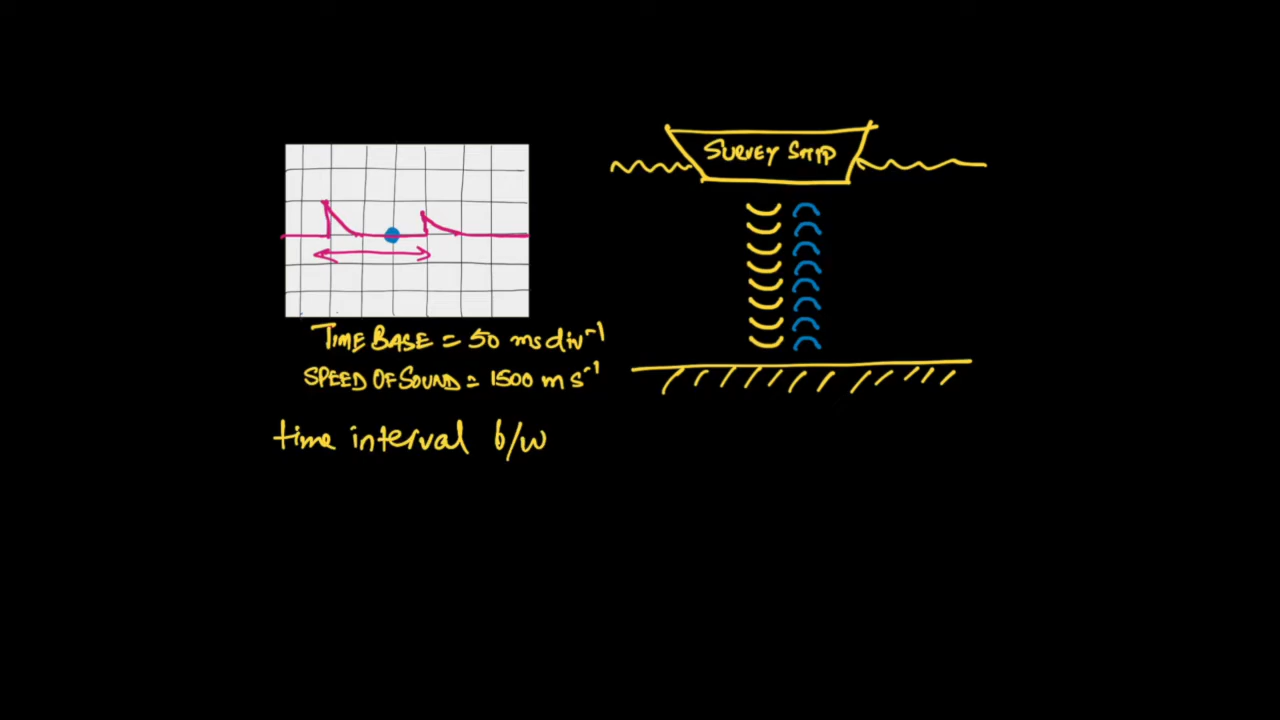 SURVEY SHIP
TIME BASE = 50 ms div⁻¹
SPEED OF SOUND = 1500 m s⁻¹
time interval b/w